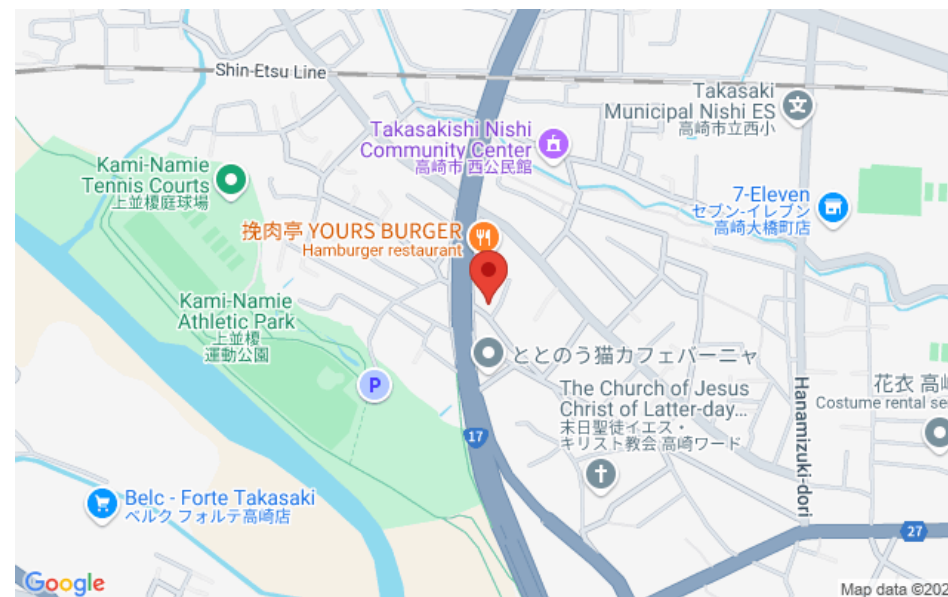 Shin-Etsu Line
Takasaki
Municipal Nishi ES
高崎市立西小
Takasakishi Nishi
Community Center
高崎市 西公民館
Kami-Namie
Tennis Courts
上並榎庭球場
7-Eleven
セブン-イレブン
高崎大橋町店
挽肉亭 YOURS BURGER
Hamburger restaurant
Kami-Namie
Athletic Park
上並榎
運動公園
P
ととのう猫カフェバーニャ
The Church of Jesus
Christ of Latter-day...
末日聖徒イエス・
キリスト教会 高崎ワード
Hanamizuki-dori
花衣 高
Costume rental se
17
Belc - Forte Takasaki
ベルク フォルテ高崎店
27
Google
Map data ©202